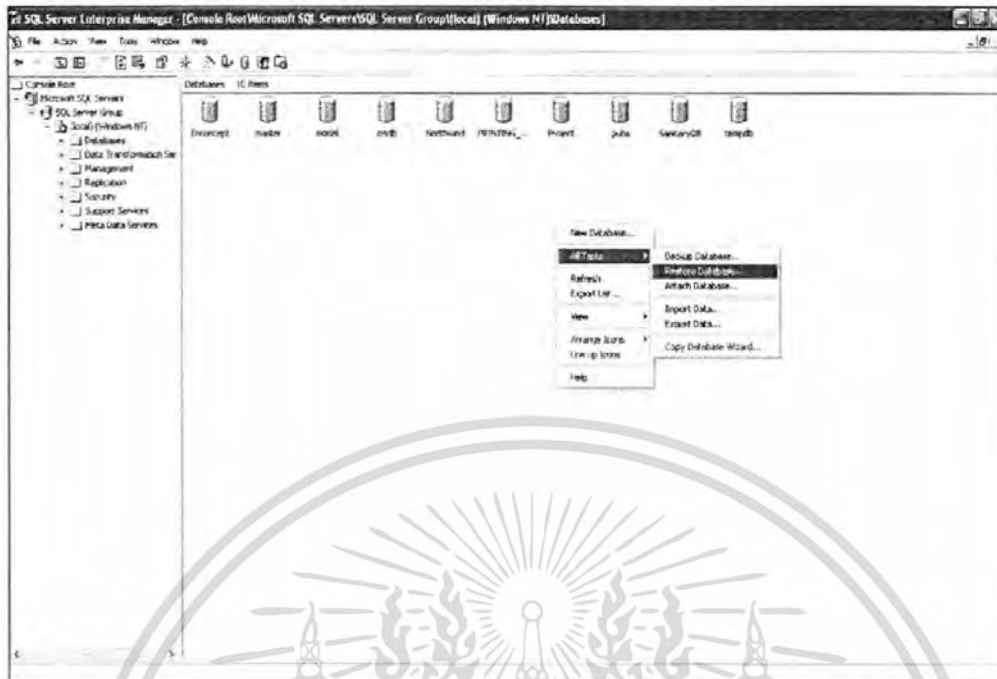 SQL Server Enterprise Manager - [Console Root\Microsoft SQL Servers\SQL Server Group\(local) (Windows NT)\Databases]
File Action View Tools Window Help
Console Root
Microsoft SQL Servers
SQL Server Group
(local) (Windows NT)
Databases
Data Transformation Ser
Management
Replication
Security
Support Services
Meta Data Services
Databases 10 Items
Enconcept master model msdb Northwind PRINTING_... Project pubs SanitaryDB tempdb
New Database...
All Tasks
Refresh
Export List...
View
Arrange Icons
Line up Icons
Help
Backup Database...
Restore Database...
Attach Database...
Import Data...
Export Data...
Copy Database Wizard...